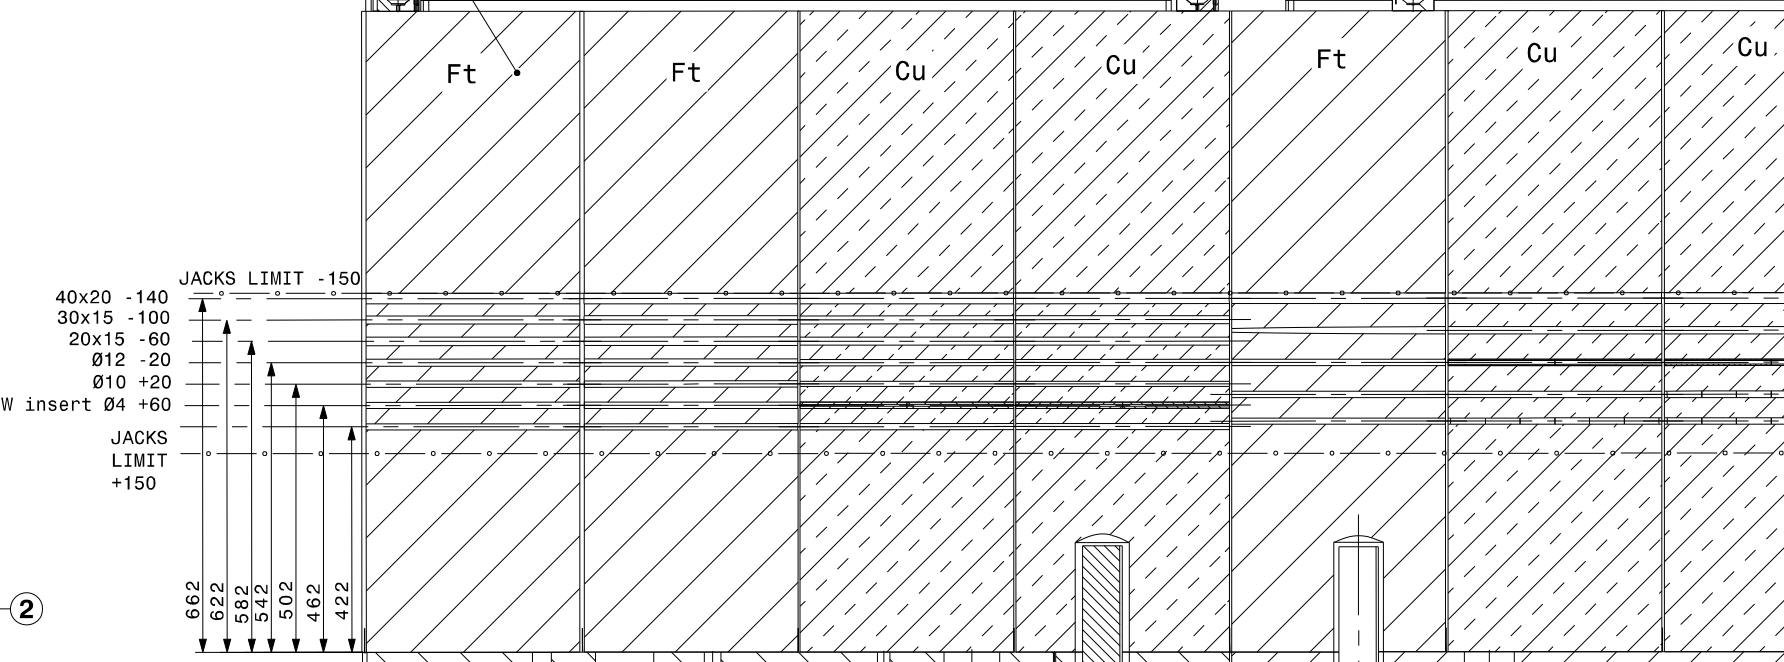 Ft
Ft
Cu
Cu
Ft
Cu
Cu
JACKS LIMIT -150
40x20 -140
30x15 -100
20x15 -60
Ø12 -20
Ø10 +20
W insert Ø4 +60
JACKS
LIMIT
+150
662
622
582
542
502
462
422
2